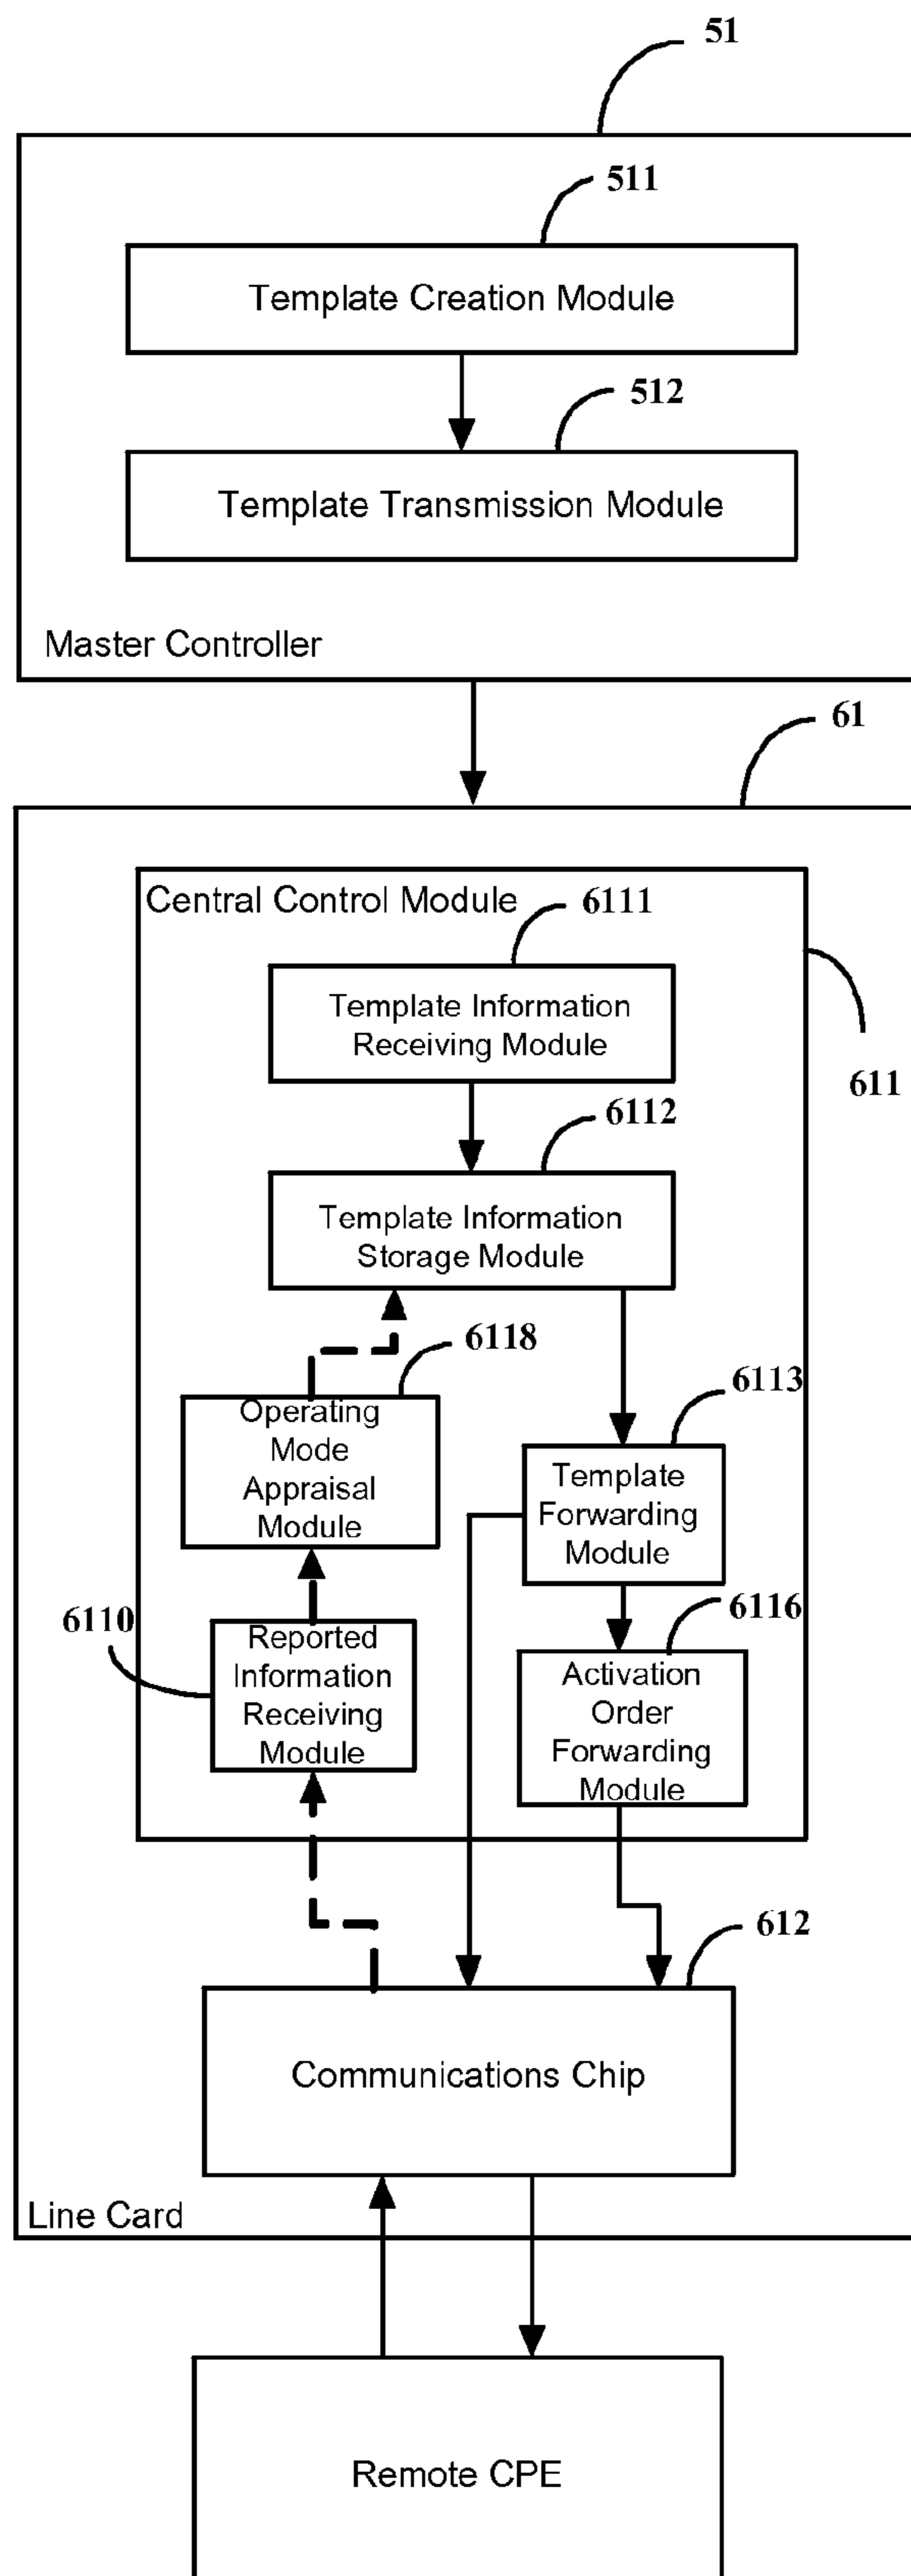 51
511
Template Creation Module
512
Template Transmission Module
Master Controller
61
Central Control Module
6111
Template Information
Receiving Module
611
6112
Template Information
Storage Module
6118
Operating
Mode
Appraisal
Module
6113
Template
Forwarding
Module
6110
Reported
Information
Receiving
Module
6116
Activation
Order
Forwarding
Module
612
Communications Chip
Line Card
Remote CPE